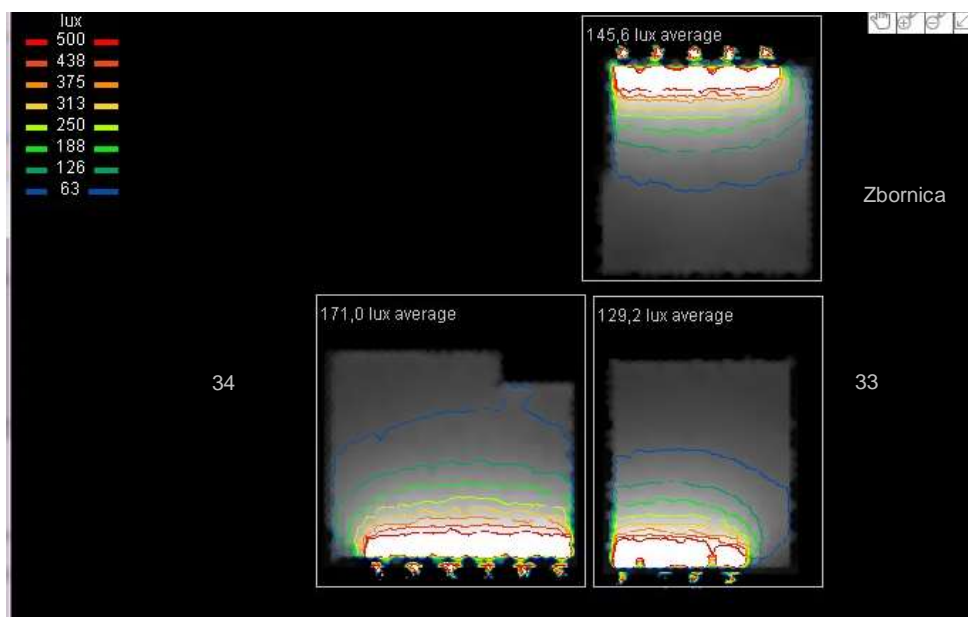 lux
500
438
375
313
250
188
126
63
145,6 lux average
Zbornica
171,0 lux average
129,2 lux average
34
33